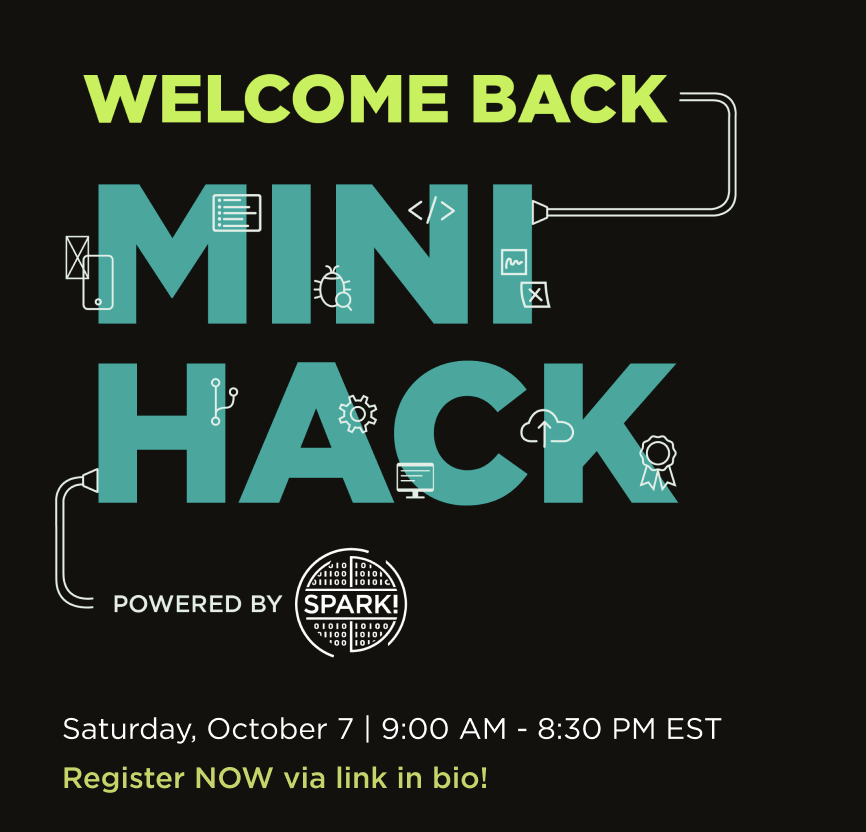 WELCOME BACK
MINI
</>
HACK
POWERED BY SPARK!
Saturday, October 7 | 9:00 AM - 8:30 PM EST
Register NOW via link in bio!